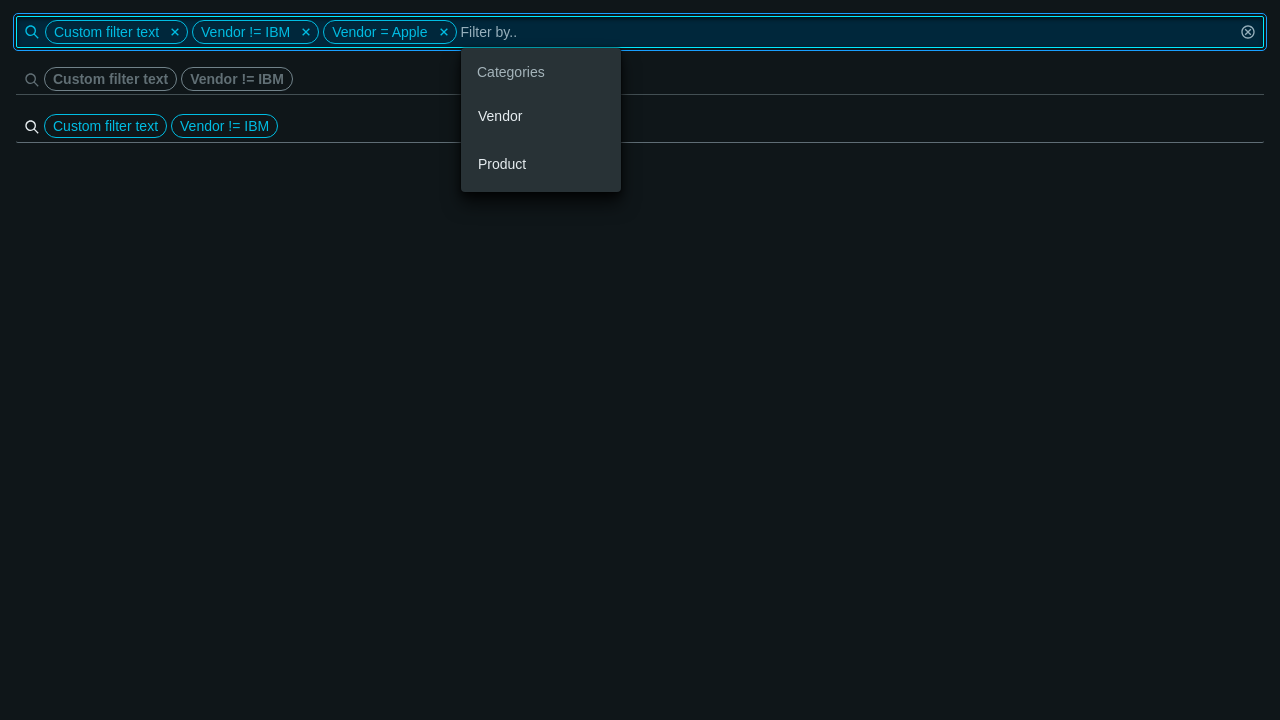 Custom filter text Vendor != IBM Vendor = Apple Filter by..
Categories
Custom filter text Vendor != IBM
Vendor
Custom filter text Vendor != IBM
Product